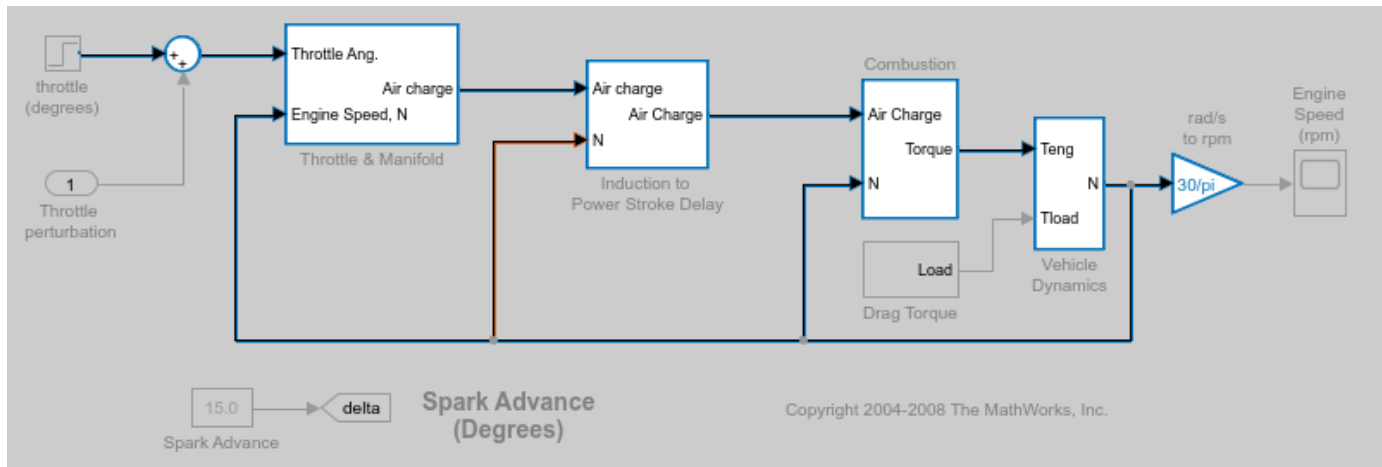 throttle
(degrees)
+
+
1
Throttle
perturbation
Throttle Ang.
Air charge
Engine Speed, N
Throttle & Manifold
Air charge
Air Charge
N
Induction to
Power Stroke Delay
Combustion
Air Charge
Torque
N
Load
Drag Torque
Teng
N
Tload
Vehicle
Dynamics
rad/s
to rpm
30/pi
Engine
Speed
(rpm)
15.0
Spark Advance
delta
Spark Advance
(Degrees)
Copyright 2004-2008 The MathWorks, Inc.